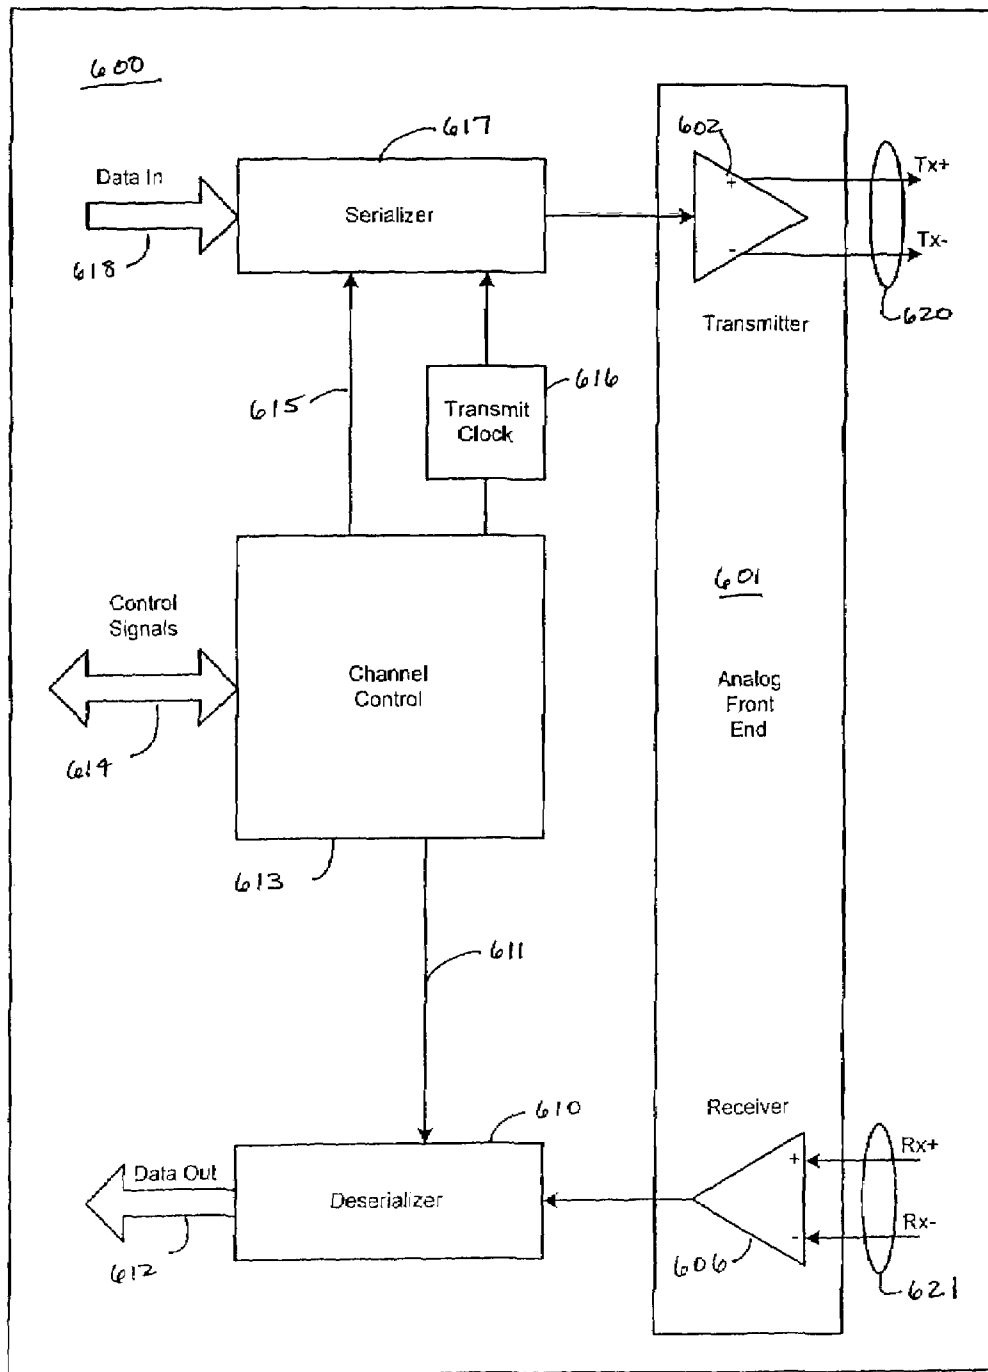 600
617
602
Tx+
Data In
+
Serializer
-
Tx-
618
620
Transmitter
616
615
Transmit
Clock
601
Control
Signals
Channel
Control
Analog
Front
End
614
613
611
610
Receiver
Rx+
+
Data Out
Deserializer
-
Rx-
612
606
621